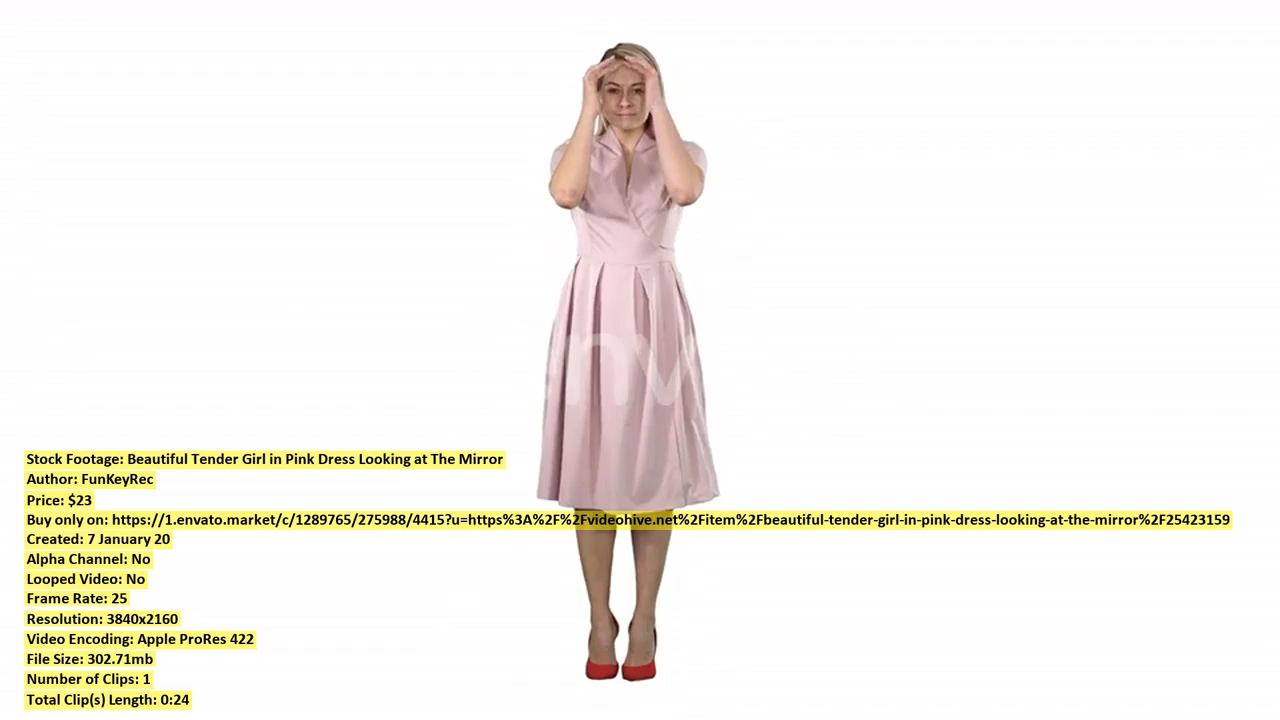 Stock Footage: Beautiful Tender Girl in Pink Dress Looking at The Mirror
Author: FunKeyRec
Price: $23
Buy only on: https://1.envato.market/c/1289765/275988/4415?u=https%3A%2F%2Fvideohive.net%2Fitem%2Fbeautiful-tender-girl-in-pink-dress-looking-at-the-mirror%2F25423159
Created: 7 January 20
Alpha Channel: No
Looped Video: No
Frame Rate: 25
Resolution: 3840x2160
Video Encoding: Apple ProRes 422
File Size: 302.71mb
Number of Clips: 1
Total Clip(s) Length: 0:24